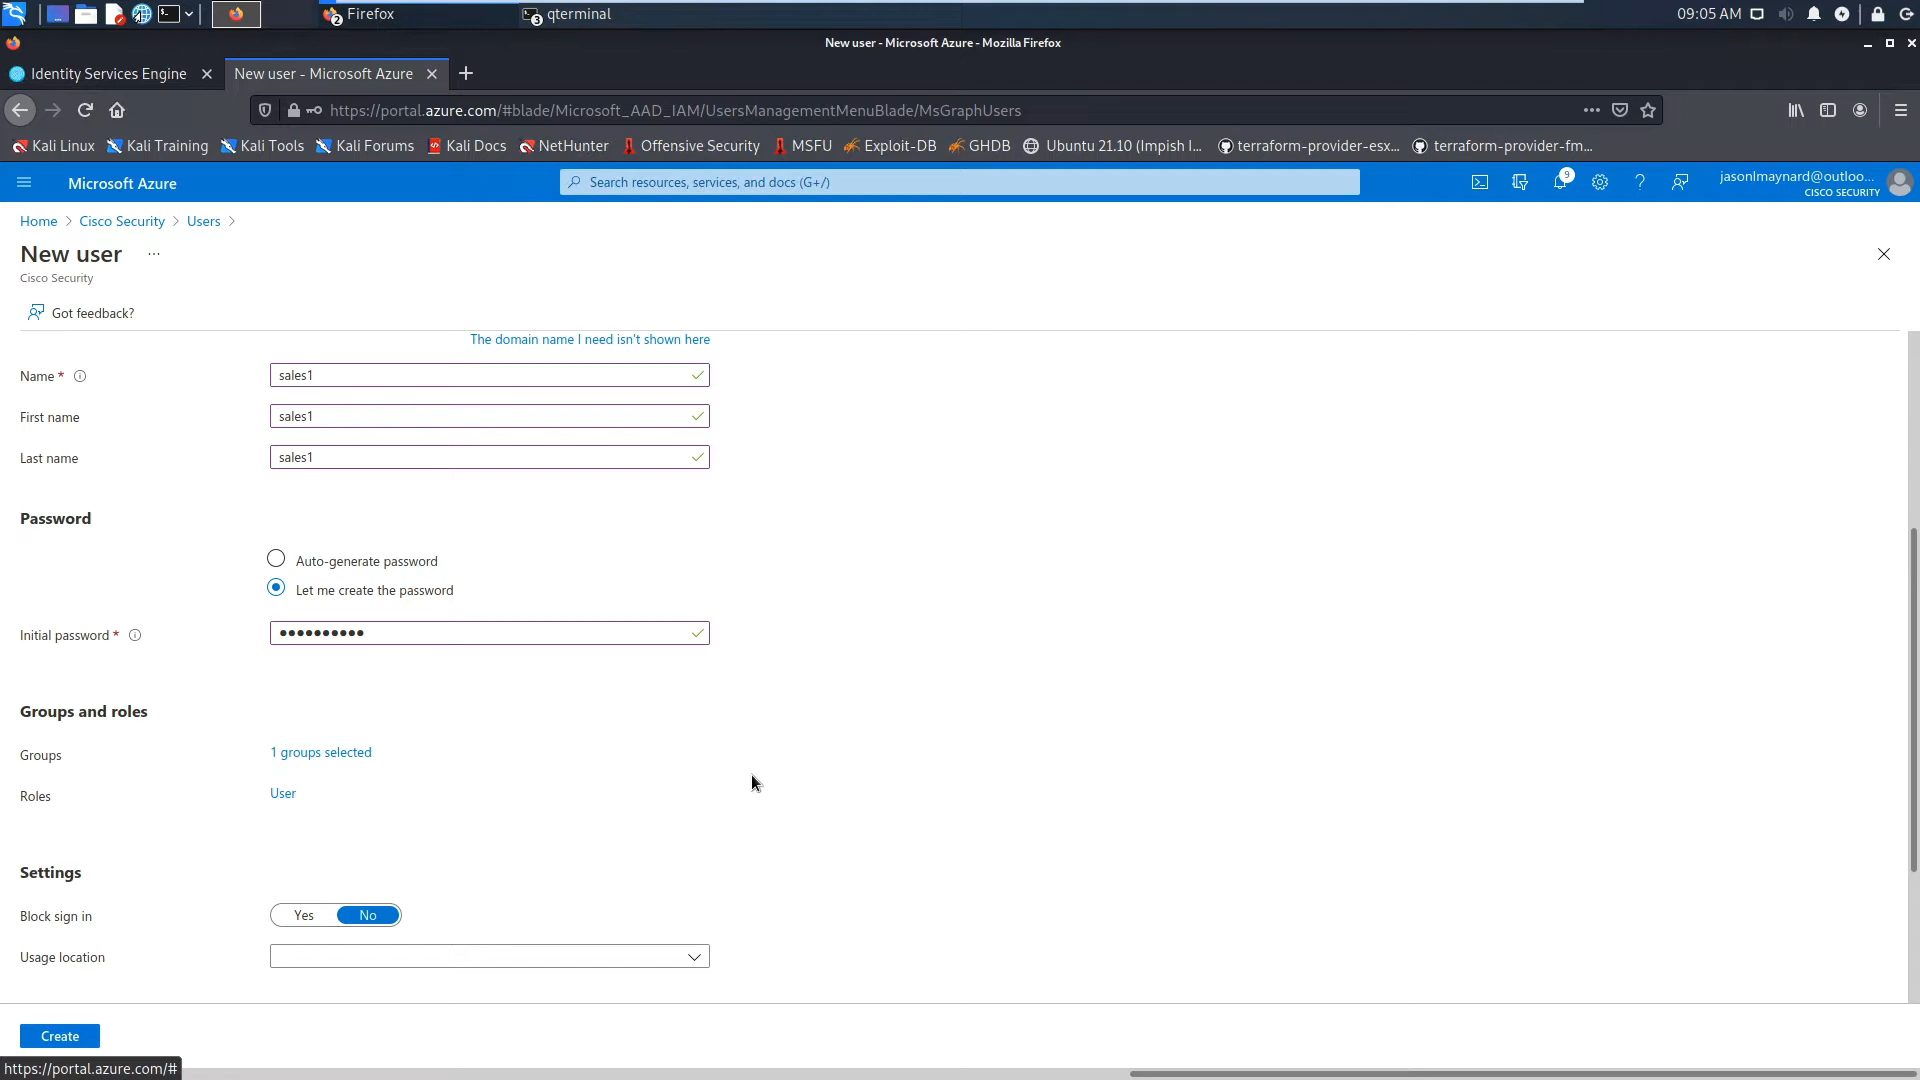 2 Firefox
3 qterminal
09:05 AM
New user - Microsoft Azure - Mozilla Firefox
Identity Services Engine
New user - Microsoft Azure
https://portal.azure.com/#blade/Microsoft_AAD_IAM/UsersManagementMenuBlade/MsGraphUsers
Kali Linux
Kali Training
Kali Tools
Kali Forums
Kali Docs
NetHunter
Offensive Security
MSFU
Exploit-DB
GHDB
Ubuntu 21.10 (Impish I...
terraform-provider-esx...
terraform-provider-fm...
Microsoft Azure
Search resources, services, and docs (G+/)
9
jasonlmaynard@outloo...
CISCO SECURITY
Home > Cisco Security > Users >
New user ...
Cisco Security
Got feedback?
The domain name I need isn't shown here
Name *
sales1
First name
sales1
Last name
sales1
Password
Auto-generate password
Let me create the password
Initial password *
●●●●●●●●●●
Groups and roles
Groups
1 groups selected
Roles
User
Settings
Block sign in
Yes No
Usage location
Create
https://portal.azure.com/#